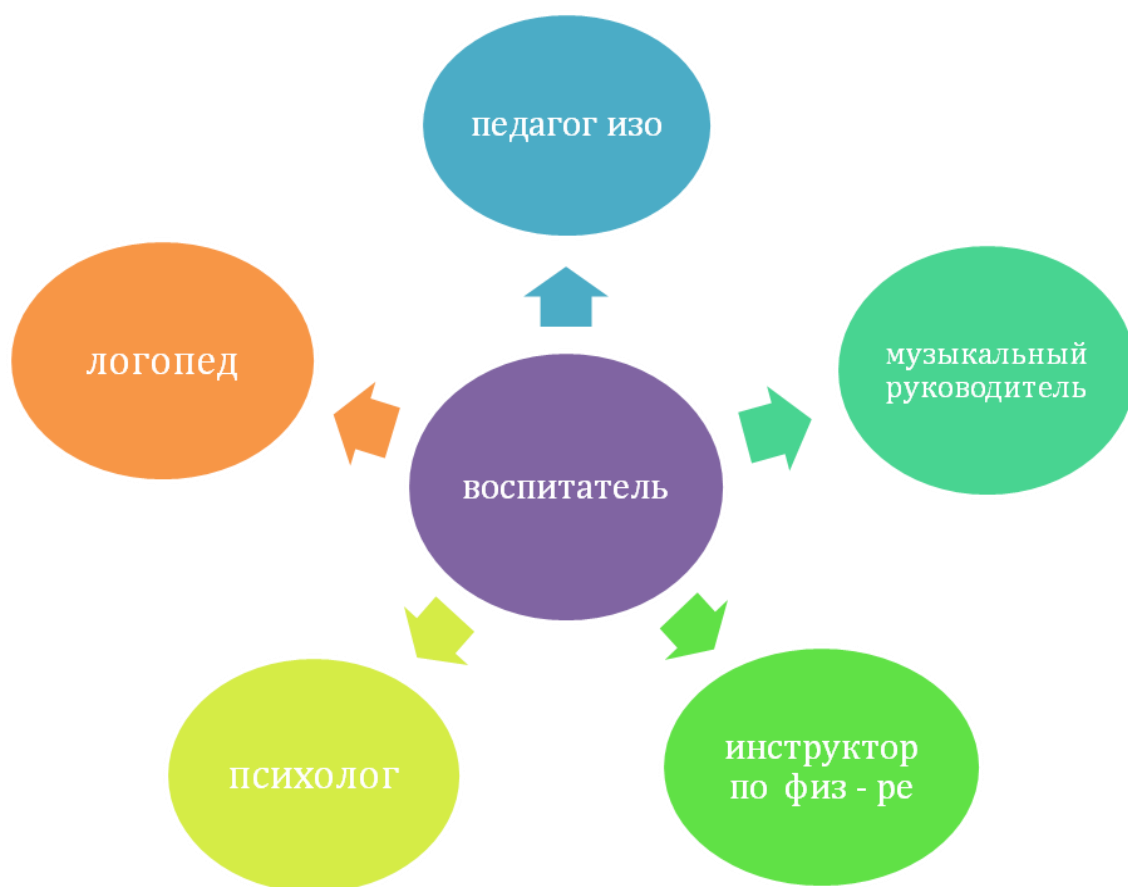 педагог изо
логопед
музыкальный
руководитель
воспитатель
психолог
инструктор
по физ - ре